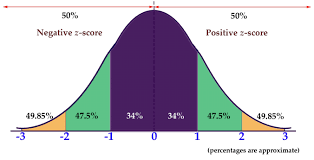 50% 50%
Negative z-score Positive z-score
49.85% 47.5% 34% 34% 47.5% 49.85%
-3 -2 -1 0 1 2 3
(percentages are approximate)